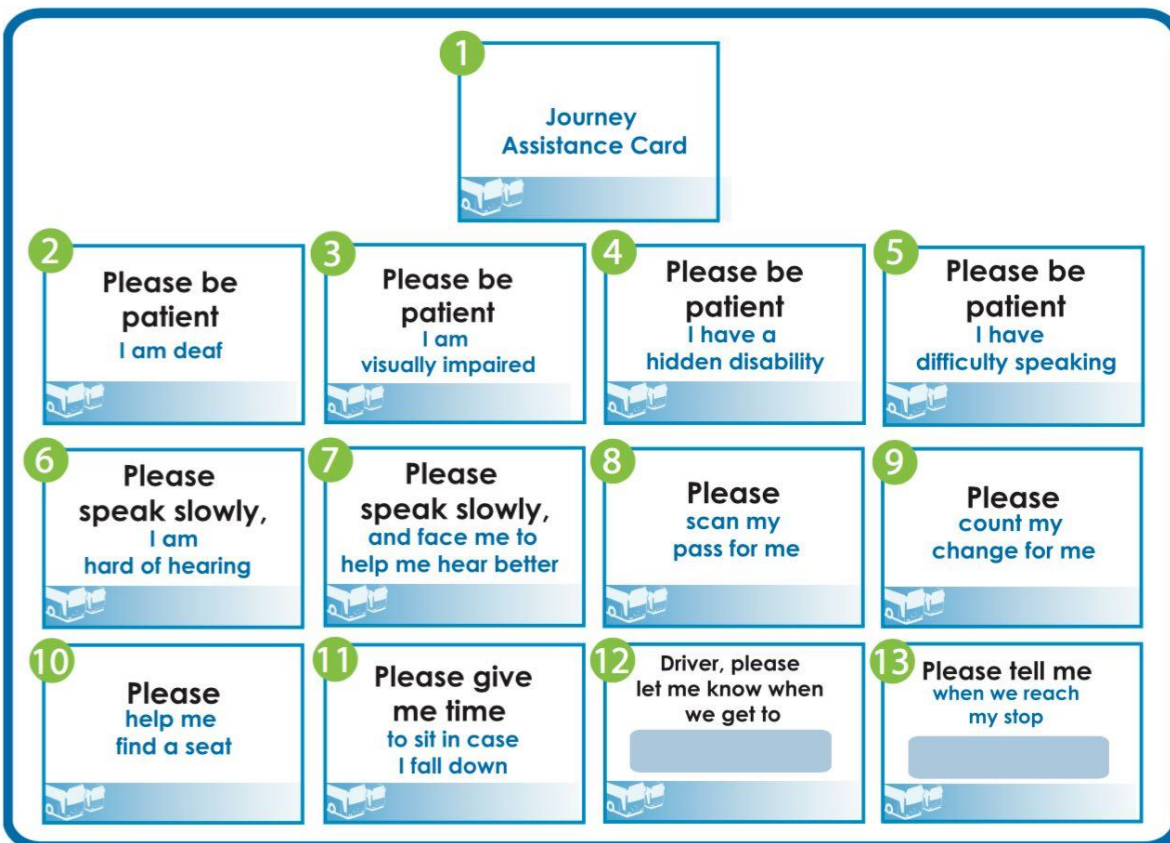 1
Journey
Assistance Card
2
Please be
patient
I am deaf
3
Please be
patient
I am
visually impaired
4
Please be
patient
I have a
hidden disability
5
Please be
patient
I have
difficulty speaking
6
Please
speak slowly,
I am
hard of hearing
7
Please
speak slowly,
and face me to
help me hear better
8
Please
scan my
pass for me
9
Please
count my
change for me
10
Please
help me
find a seat
11
Please give
me time
to sit in case
I fall down
12
Driver, please
let me know when
we get to
13
Please tell me
when we reach
my stop